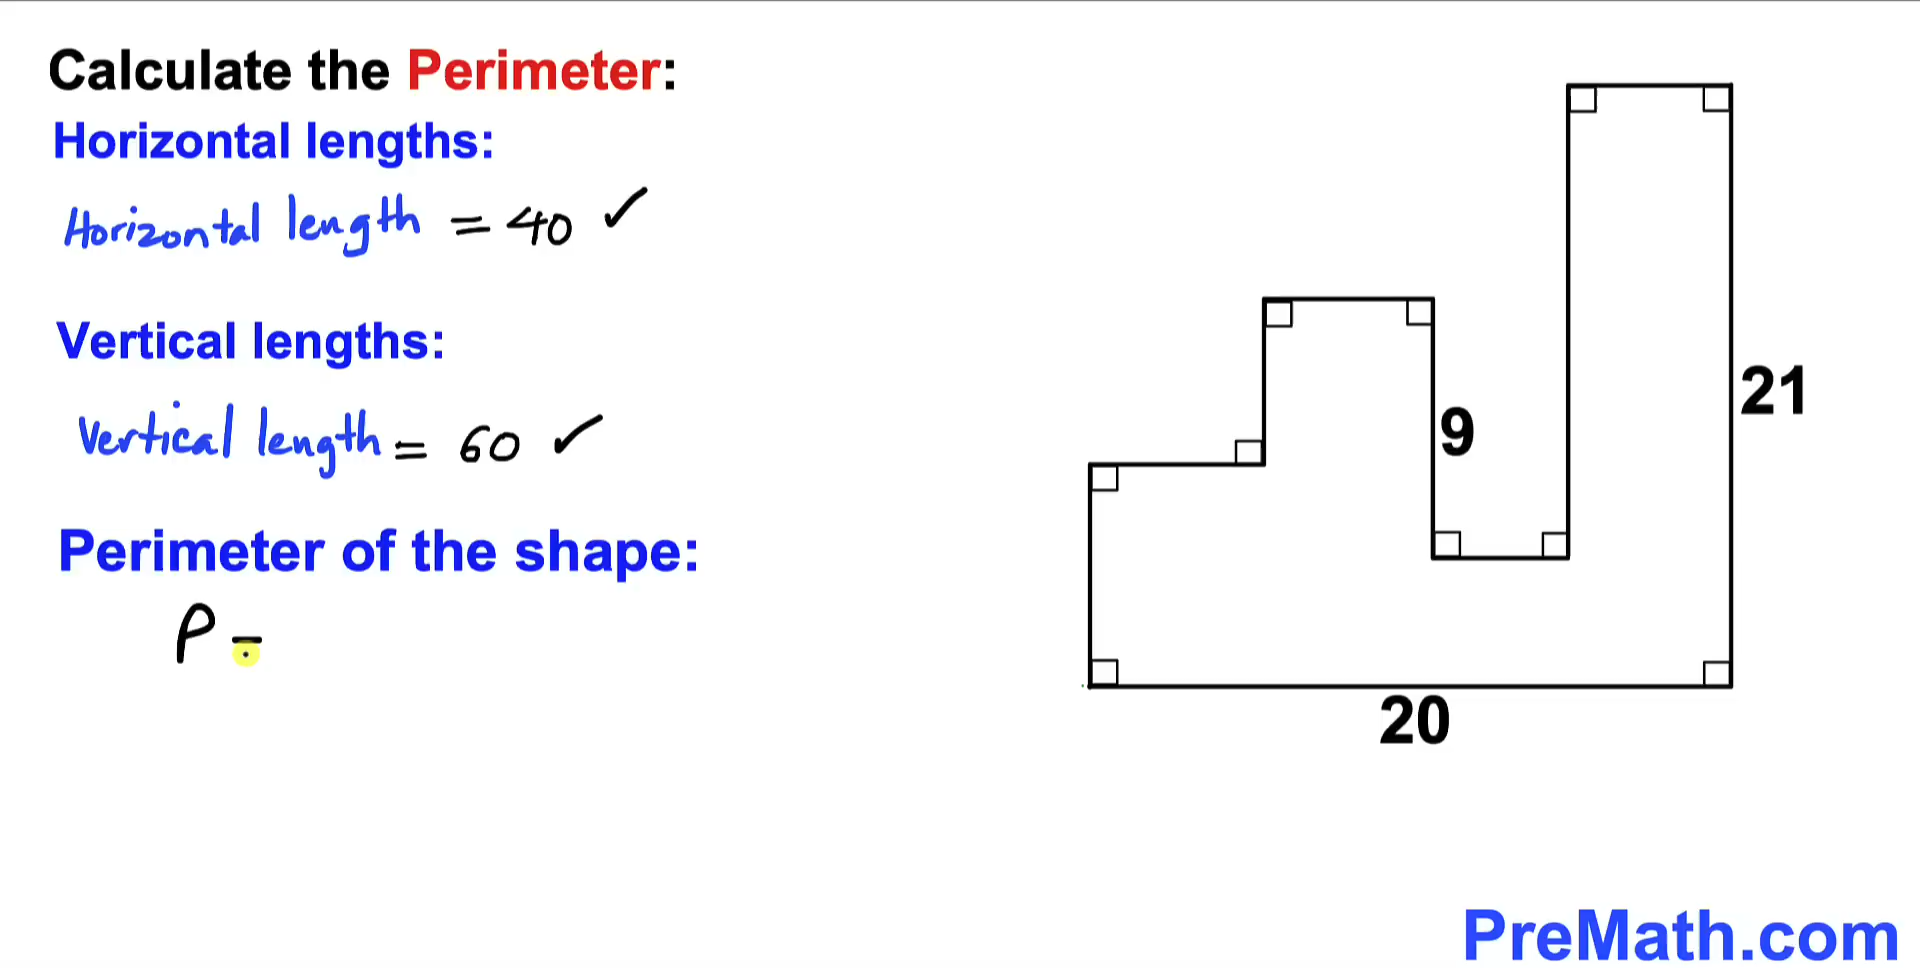 Calculate the Perimeter:
Horizontal lengths:
Horizontal length = 40 ✓
Vertical lengths:
Vertical length = 60 ✓
Perimeter of the shape:
P =
9
21
20
PreMath.com